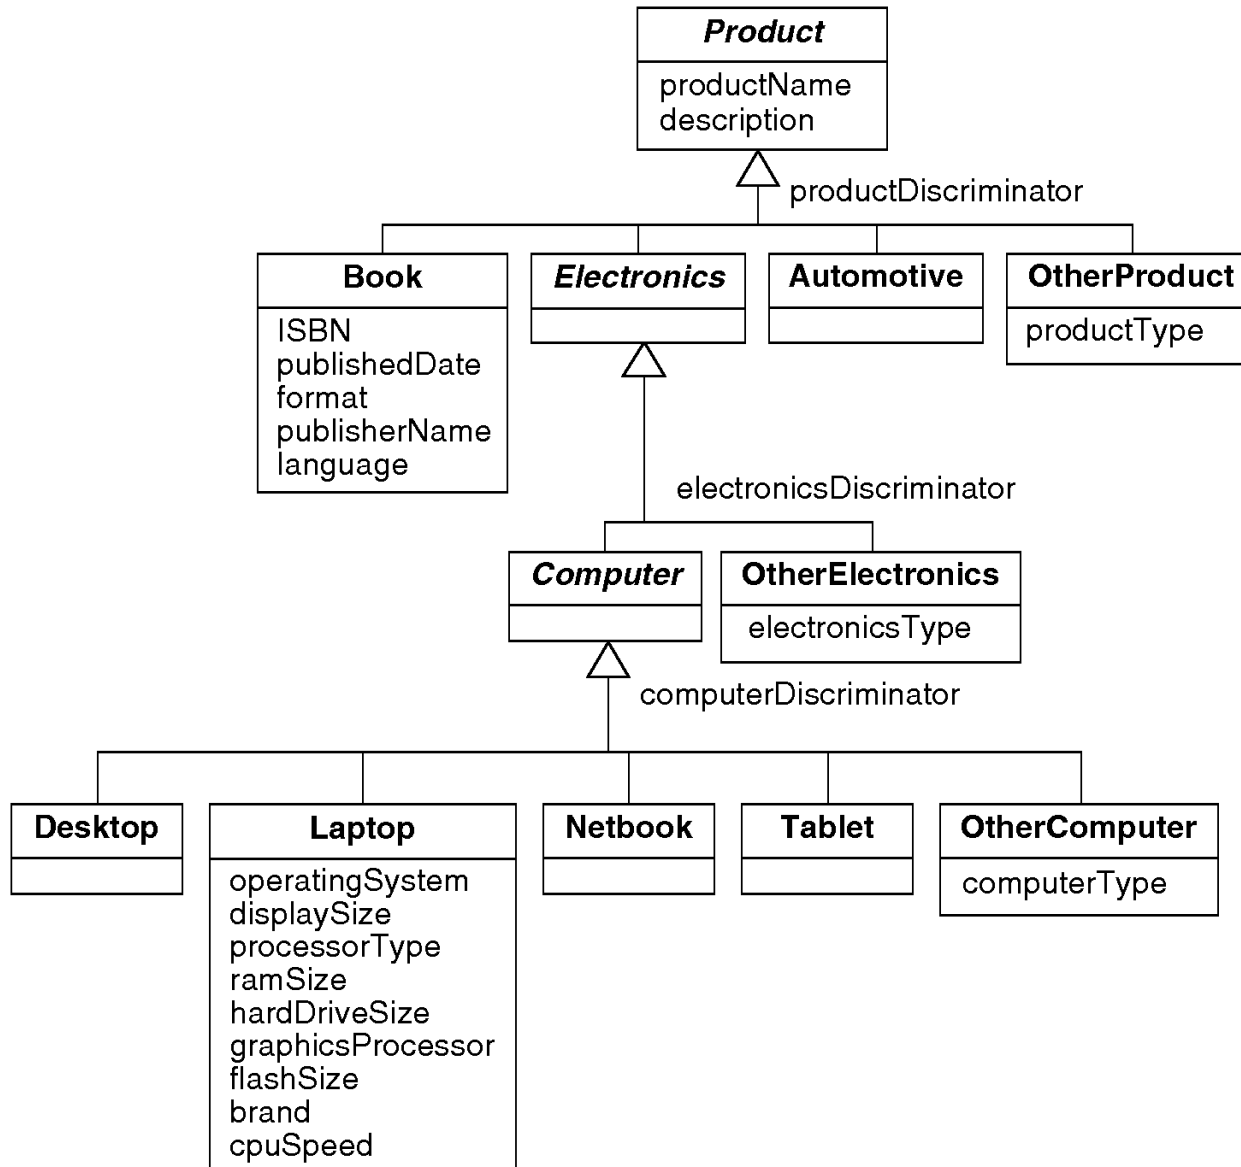 Product
productName
description
productDiscriminator
Book
Electronics
Automotive
OtherProduct
ISBN
publishedDate
format
publisherName
language
productType
electronicsDiscriminator
Computer
OtherElectronics
electronicsType
computerDiscriminator
Desktop
Laptop
Netbook
Tablet
OtherComputer
operatingSystem
displaySize
processorType
ramSize
hardDriveSize
graphicsProcessor
flashSize
brand
cpuSpeed
computerType